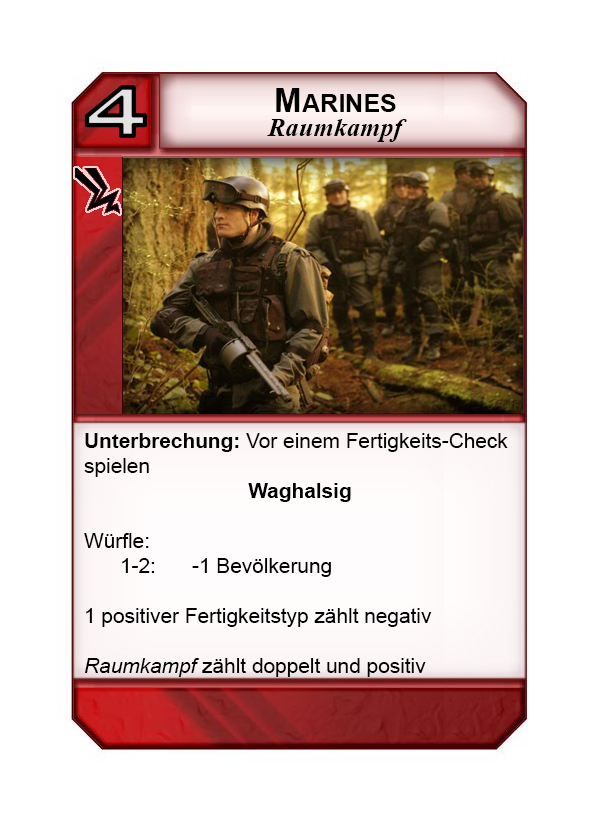 4
MARINES
Raumkampf
Unterbrechung: Vor einem Fertigkeits-Check
spielen
Waghalsig
Würfle:
1-2: -1 Bevölkerung
1 positiver Fertigkeitstyp zählt negativ
Raumkampf zählt doppelt und positiv